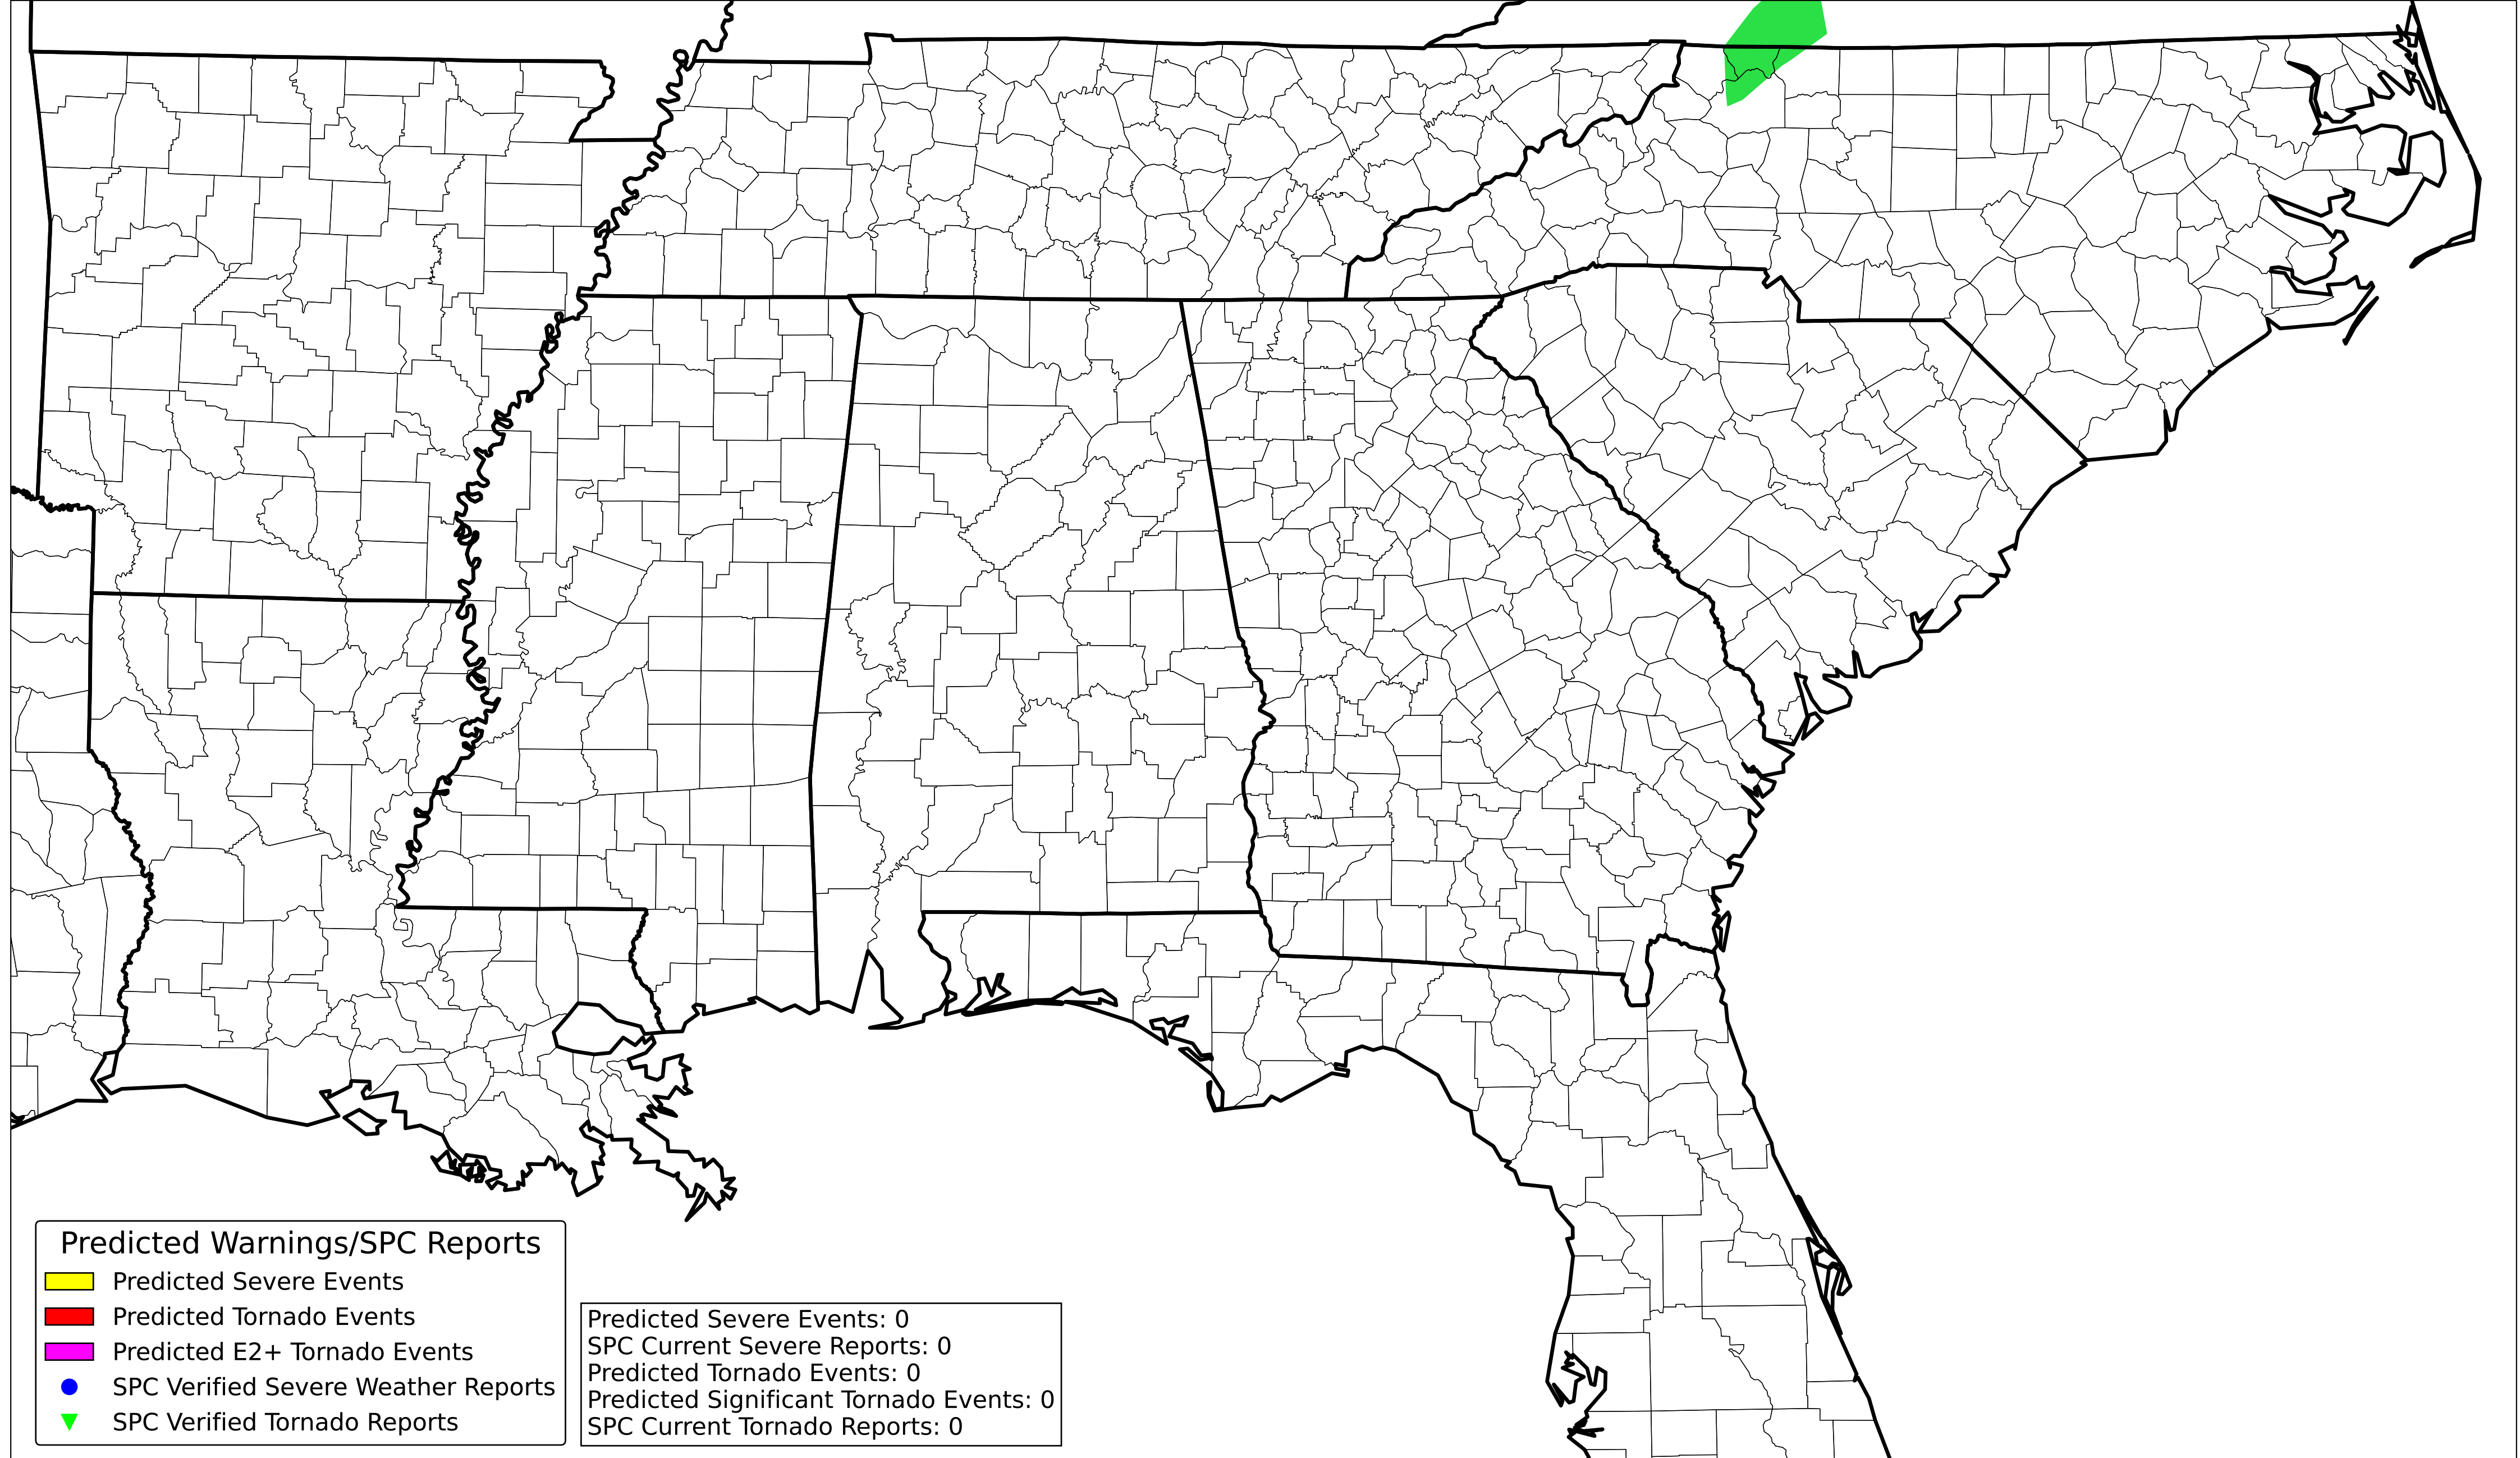 Predicted Warnings/SPC Reports
Predicted Severe Events
Predicted Tornado Events
Predicted E2+ Tornado Events
SPC Verified Severe Weather Reports
SPC Verified Tornado Reports
Predicted Severe Events: 0
SPC Current Severe Reports: 0
Predicted Tornado Events: 0
Predicted Significant Tornado Events: 0
SPC Current Tornado Reports: 0